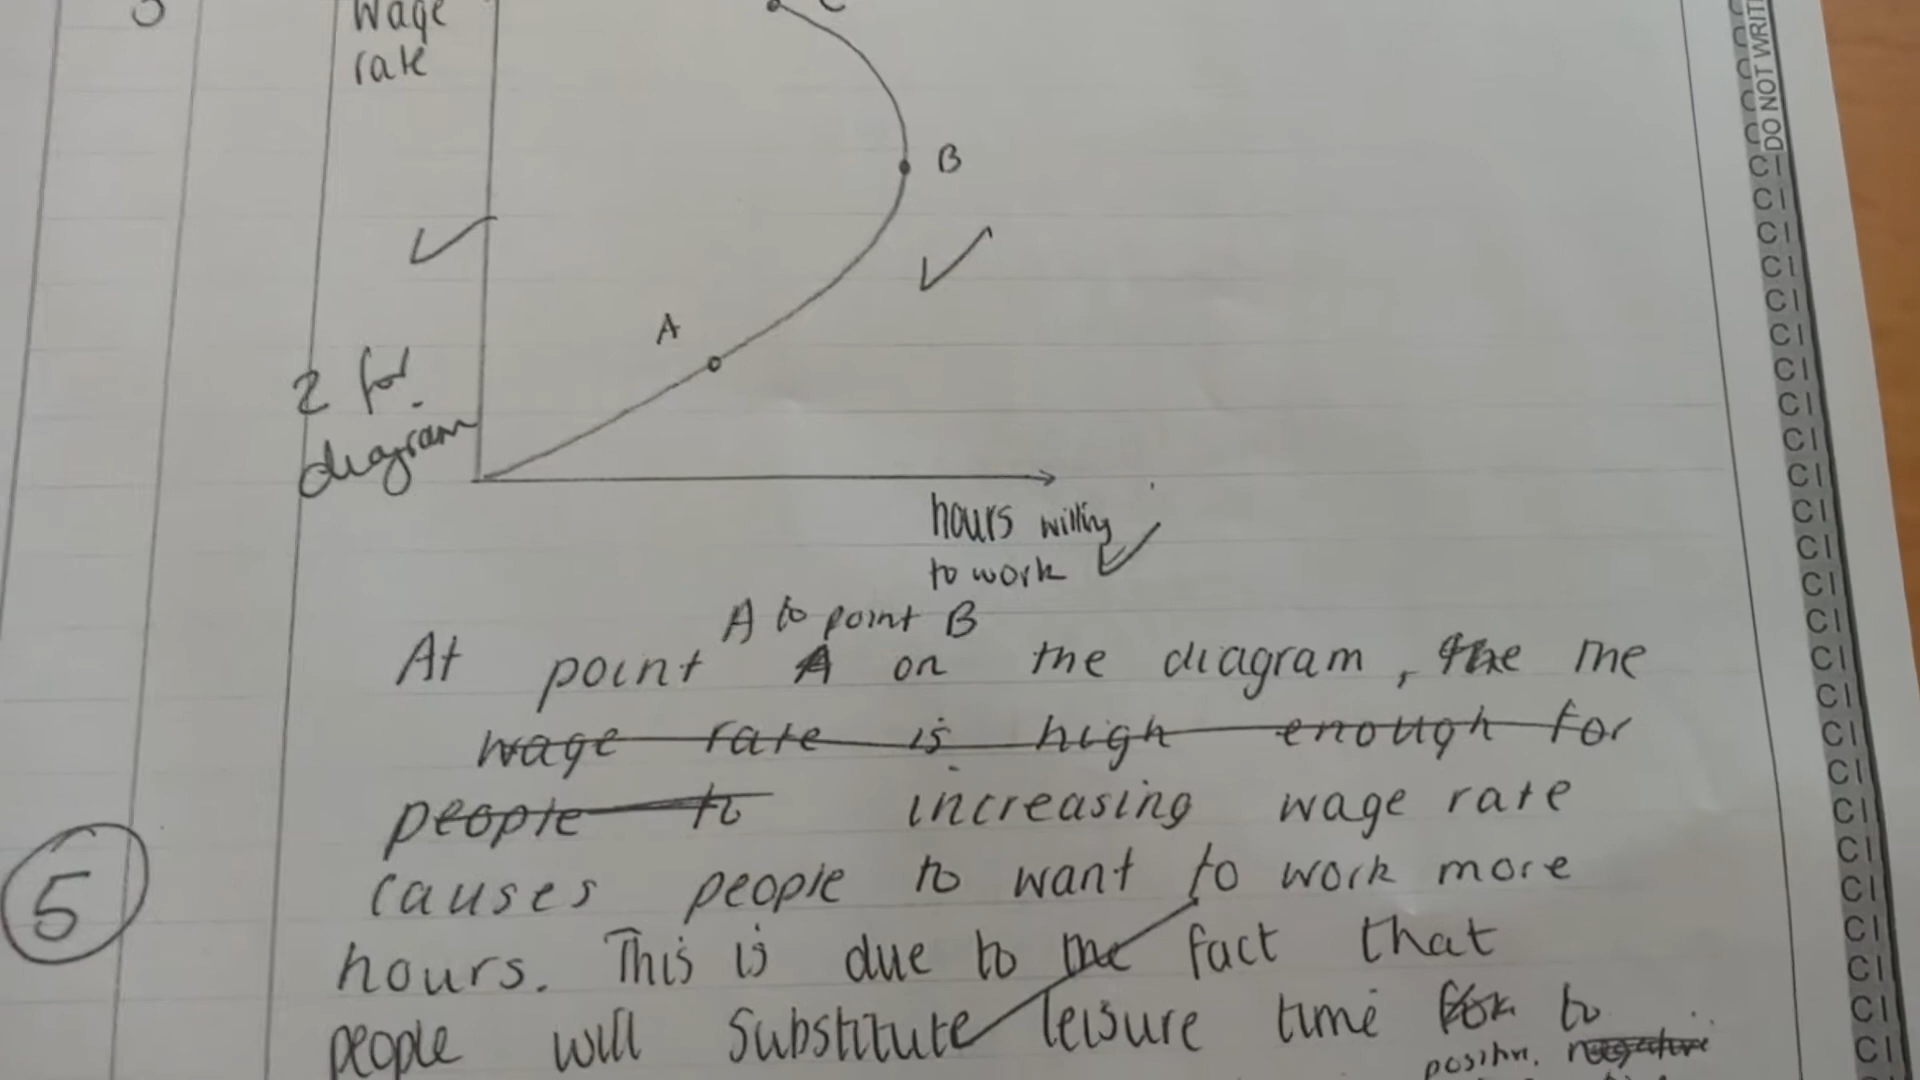 Wage
rate
B
A
2 for
diagram
hours willing
to work
A to point B
At point A on the diagram, the the
wage rate is high enough for
people to increasing wage rate
causes people to want to work more
5
hours. This is due to the fact that
people will substitute leisure time for to
positive. negative
DO NOT WRIT